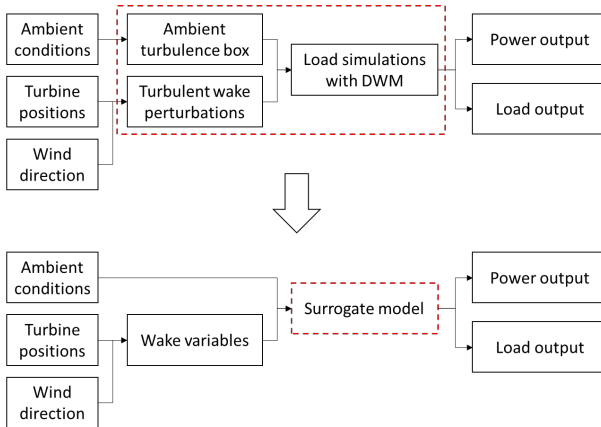 Ambient
conditions
Turbine
positions
Wind
direction
Ambient
turbulence box
Turbulent wake
perturbations
Load simulations
with DWM
Power output
Load output
Ambient
conditions
Turbine
positions
Wind
direction
Wake variables
Surrogate model
Power output
Load output